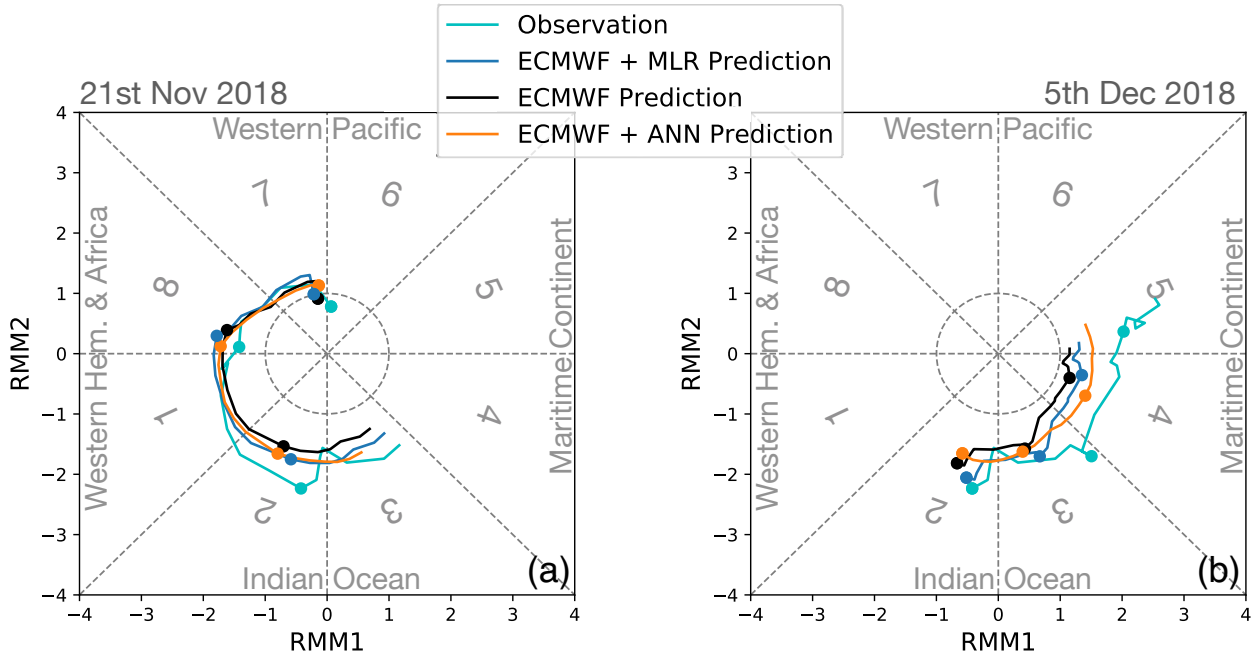 Observation
ECMWF + MLR Prediction
ECMWF Prediction
ECMWF + ANN Prediction
21st Nov 2018
5th Dec 2018
4
3
2
1
0
−1
−2
−3
−4
RMM2
Western Pacific
Western Hem. & Africa
Maritime Continent
Indian Ocean
7
6
8
5
1
4
2
3
(a)
−4
−3
−2
−1
0
1
2
3
4
RMM1
4
3
2
1
0
−1
−2
−3
−4
RMM2
Western Pacific
Western Hem. & Africa
Maritime Continent
Indian Ocean
7
6
8
5
1
4
2
3
(b)
−4
−3
−2
−1
0
1
2
3
4
RMM1